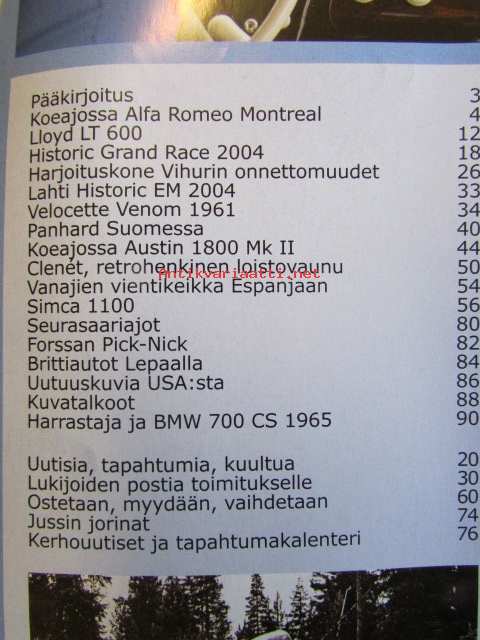 Pääkirjoitus 3
Koeajossa Alfa Romeo Montreal 4
Lloyd LT 600 12
Historic Grand Race 2004 18
Harjoituskone Vihurin onnettomuudet 26
Lahti Historic EM 2004 33
Velocette Venom 1961 34
Panhard Suomessa 40
Koeajossa Austin 1800 Mk II 44
Clenet, retrohenkinen loistovaunu 50
Antikvariaatti.net
Vanajien vientikeikka Espanjaan 54
Simca 1100 56
Seurasaariajot 80
Forssan Pick-Nick 82
Brittiautot Lepaalla 84
Uutuuskuvia USA:sta 86
Kuvatalkoot 88
Harrastaja ja BMW 700 CS 1965 90
Uutisia, tapahtumia, kuultua 20
Lukijoiden postia toimitukselle 30
Ostetaan, myydään, vaihdetaan 60
Jussin jorinat 74
Kerhouutiset ja tapahtumakalenteri 76